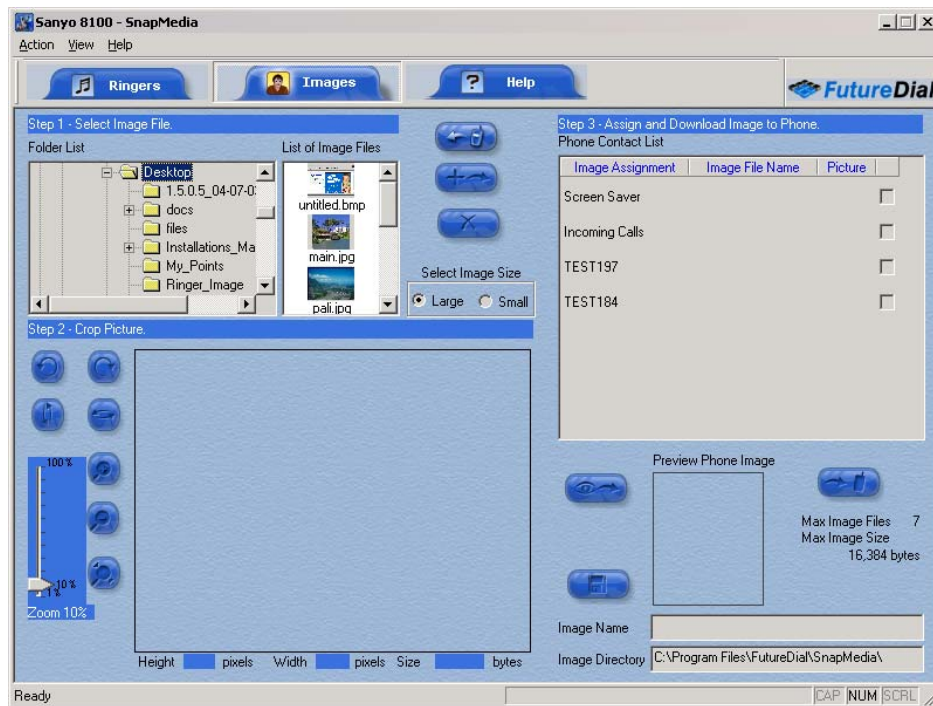 Sanyo 8100 - SnapMedia
Action View Help
Ringers Images ? Help
FutureDial
Step 1 - Select Image File.
Folder List
List of Image Files
Desktop
1.5.0.5_04-07-0
docs
files
Installations_Ma
My_Points
Ringer_Image
untitled.bmp
main.jpg
pali.jpg
Select Image Size
Large Small
Step 2 - Crop Picture.
100%
10%
1%
Zoom 10%
Height pixels Width pixels Size bytes
Step 3 - Assign and Download Image to Phone.
Phone Contact List
Image Assignment Image File Name Picture
Screen Saver
Incoming Calls
TEST197
TEST184
Preview Phone Image
Max Image Files 7
Max Image Size
16,384 bytes
Image Name
Image Directory C:\Program Files\FutureDial\SnapMedia\
Ready
CAP NUM SCRL